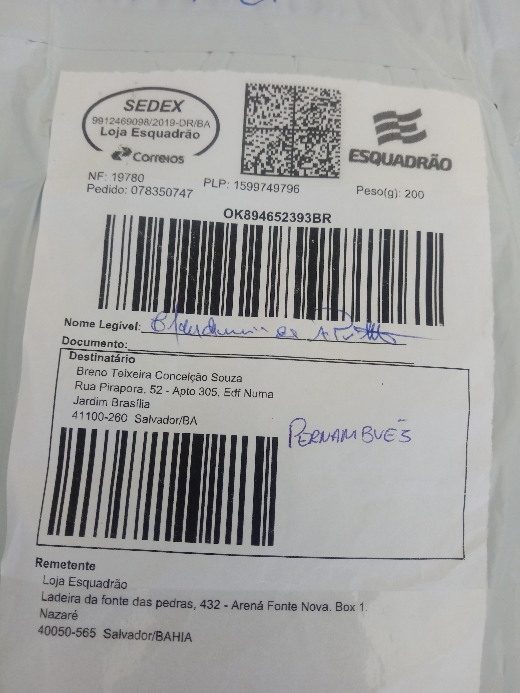 SEDEX
9912469098/2019-DR/BA
Loja Esquadrão
Correios
ESQUADRÃO
NF: 19780
PLP: 1599749796
Peso(g): 200
Pedido: 078350747
OK894652393BR
Nome Legível:
Documento:
Destinatário
Breno Teixeira Conceição Souza
Rua Pirapora, 52 - Apto 305, Edf Numa
Jardim Brasília
41100-260 Salvador/BA
PERNAMBUÉS
Remetente
Loja Esquadrão
Ladeira da fonte das pedras, 432 - Arená Fonte Nova. Box 1.
Nazaré
40050-565 Salvador/BAHIA